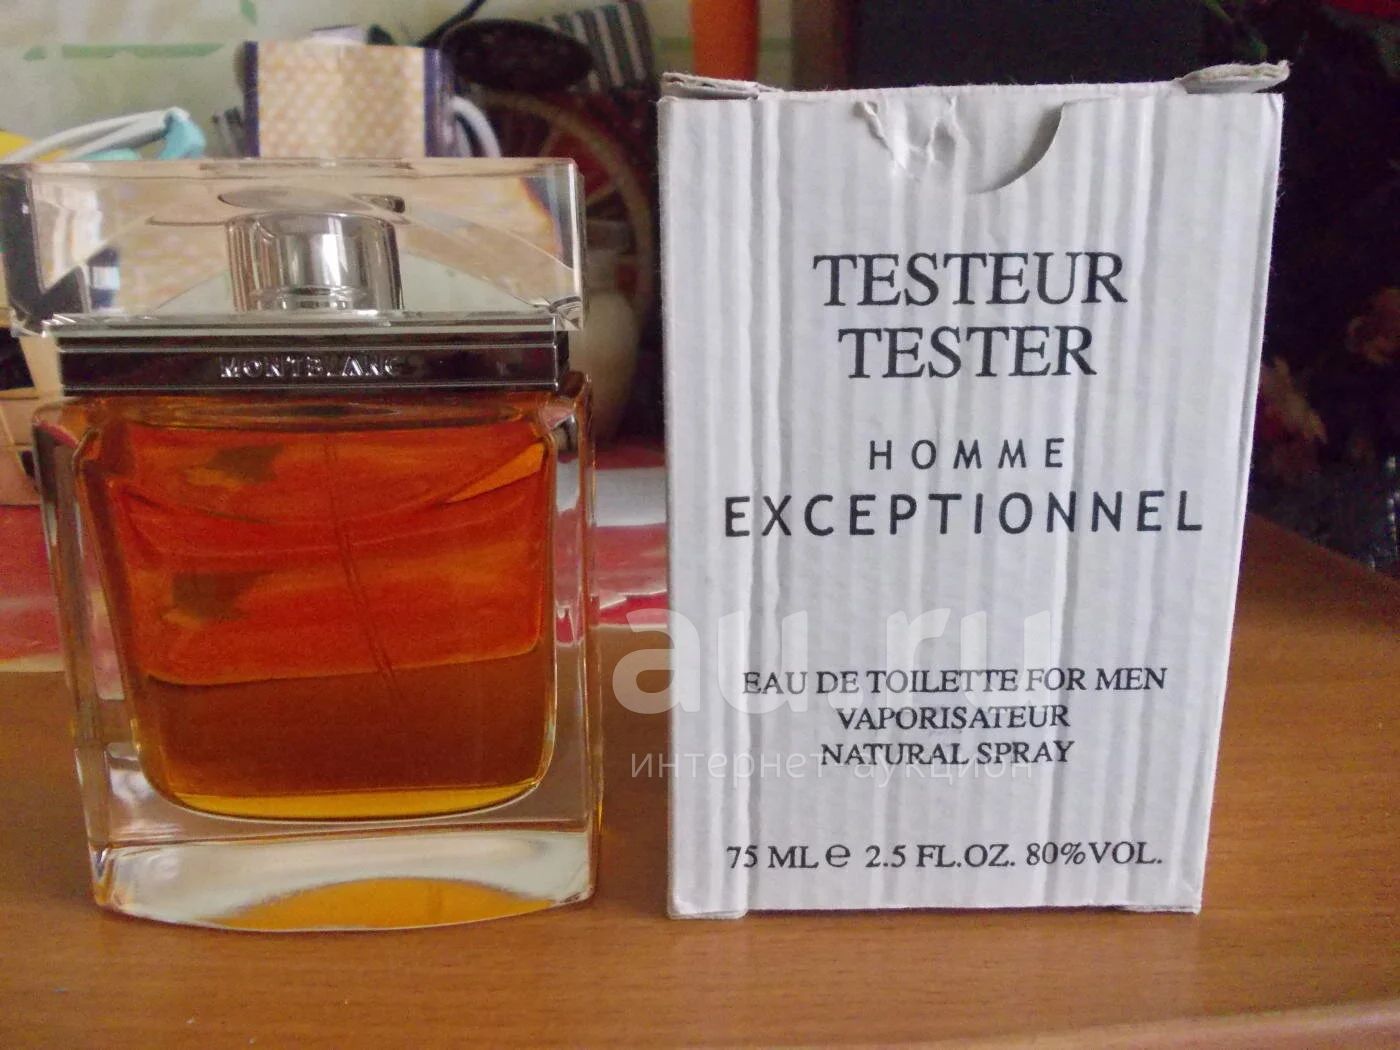 MONTBLANC
TESTEUR
TESTER
HOMME
EXCEPTIONNEL
au.ru
интернет-аукцион
EAU DE TOILETTE FOR MEN
VAPORISATEUR
NATURAL SPRAY
75 ML e 2.5 FL.OZ. 80%VOL.